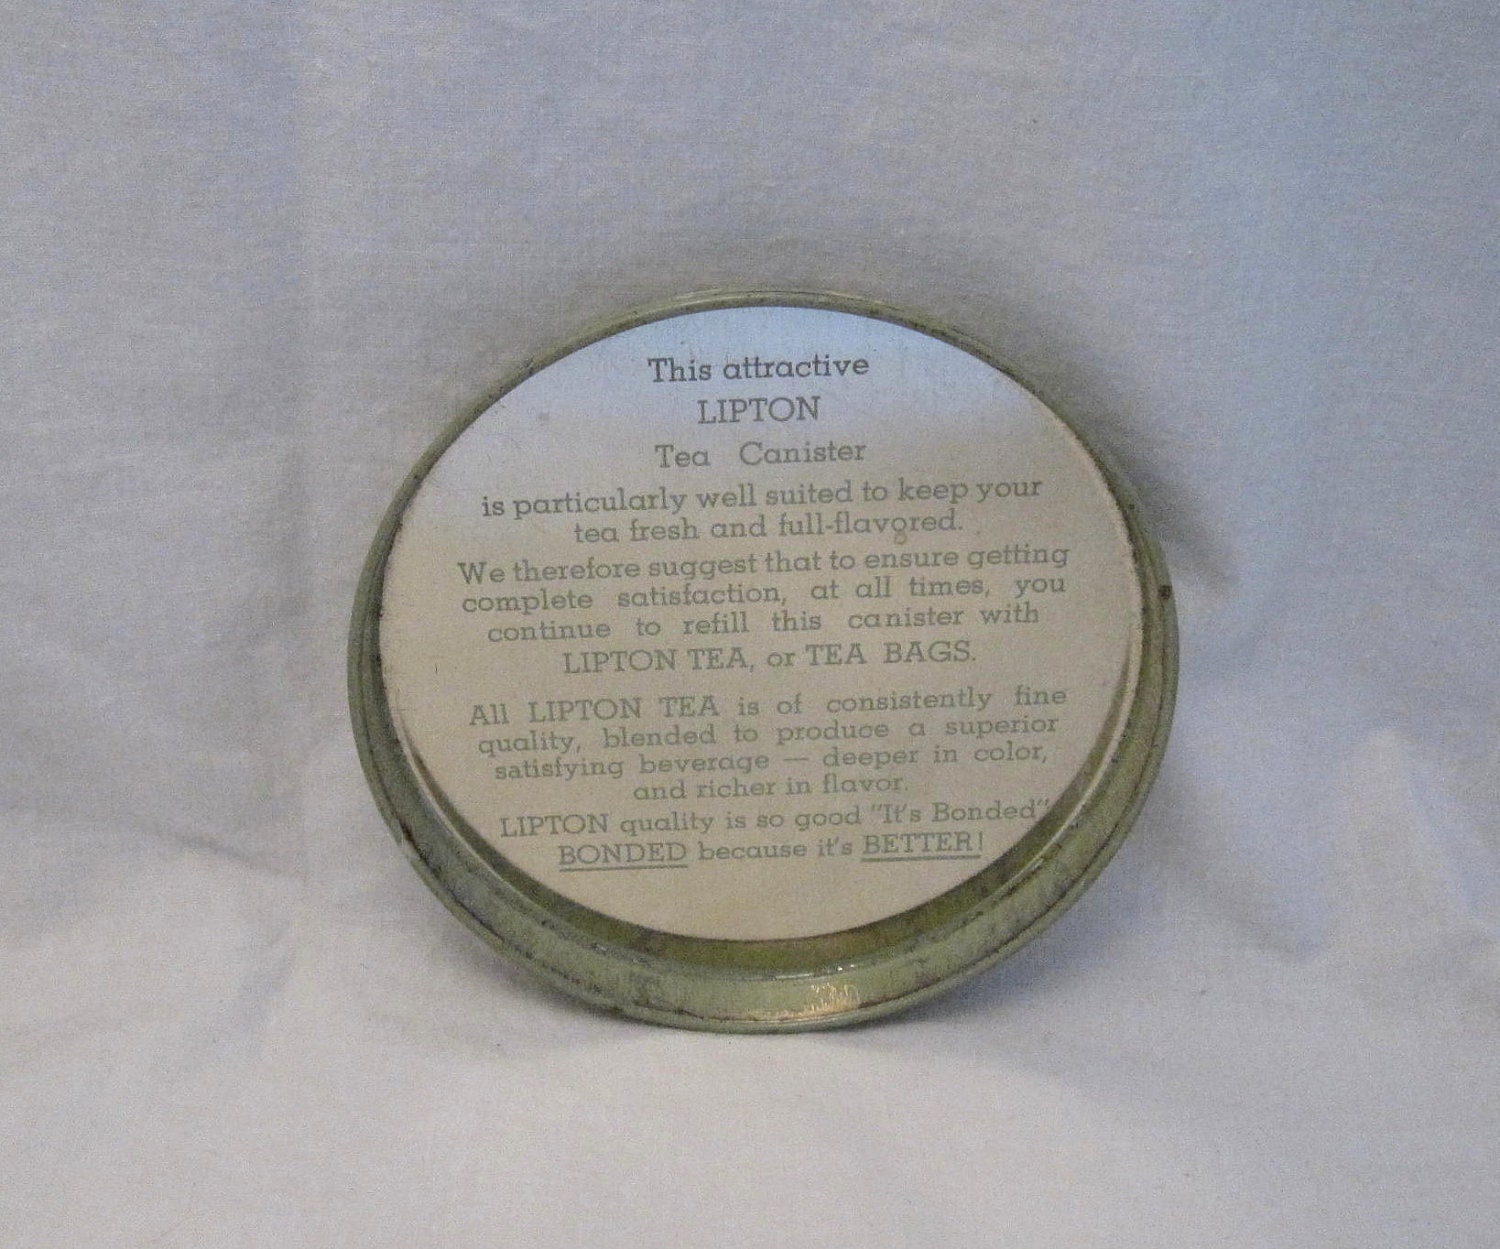 This attractive
LIPTON
Tea Canister
is particularly well suited to keep your
tea fresh and full-flavored.
We therefore suggest that to ensure getting
complete satisfaction, at all times, you
continue to refill this canister with
LIPTON TEA, or TEA BAGS.
All LIPTON TEA is of consistently fine
quality, blended to produce a superior
satisfying beverage — deeper in color,
and richer in flavor.
LIPTON quality is so good "It's Bonded"
BONDED because it's BETTER!